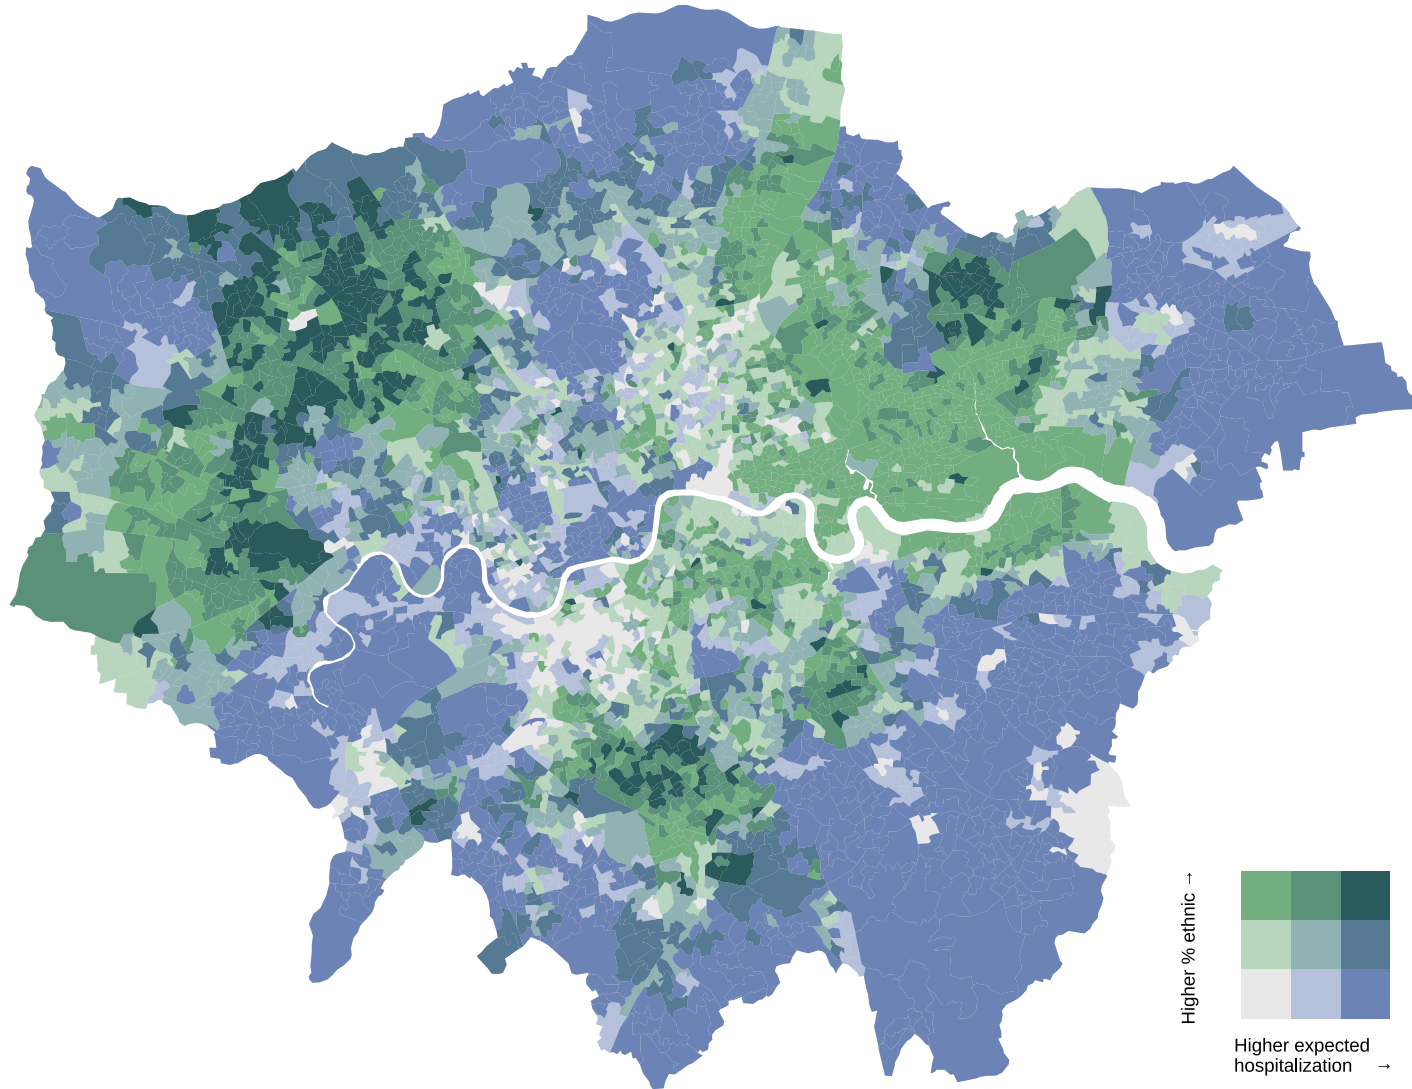 Higher % ethnic →
Higher expected
hospitalization →